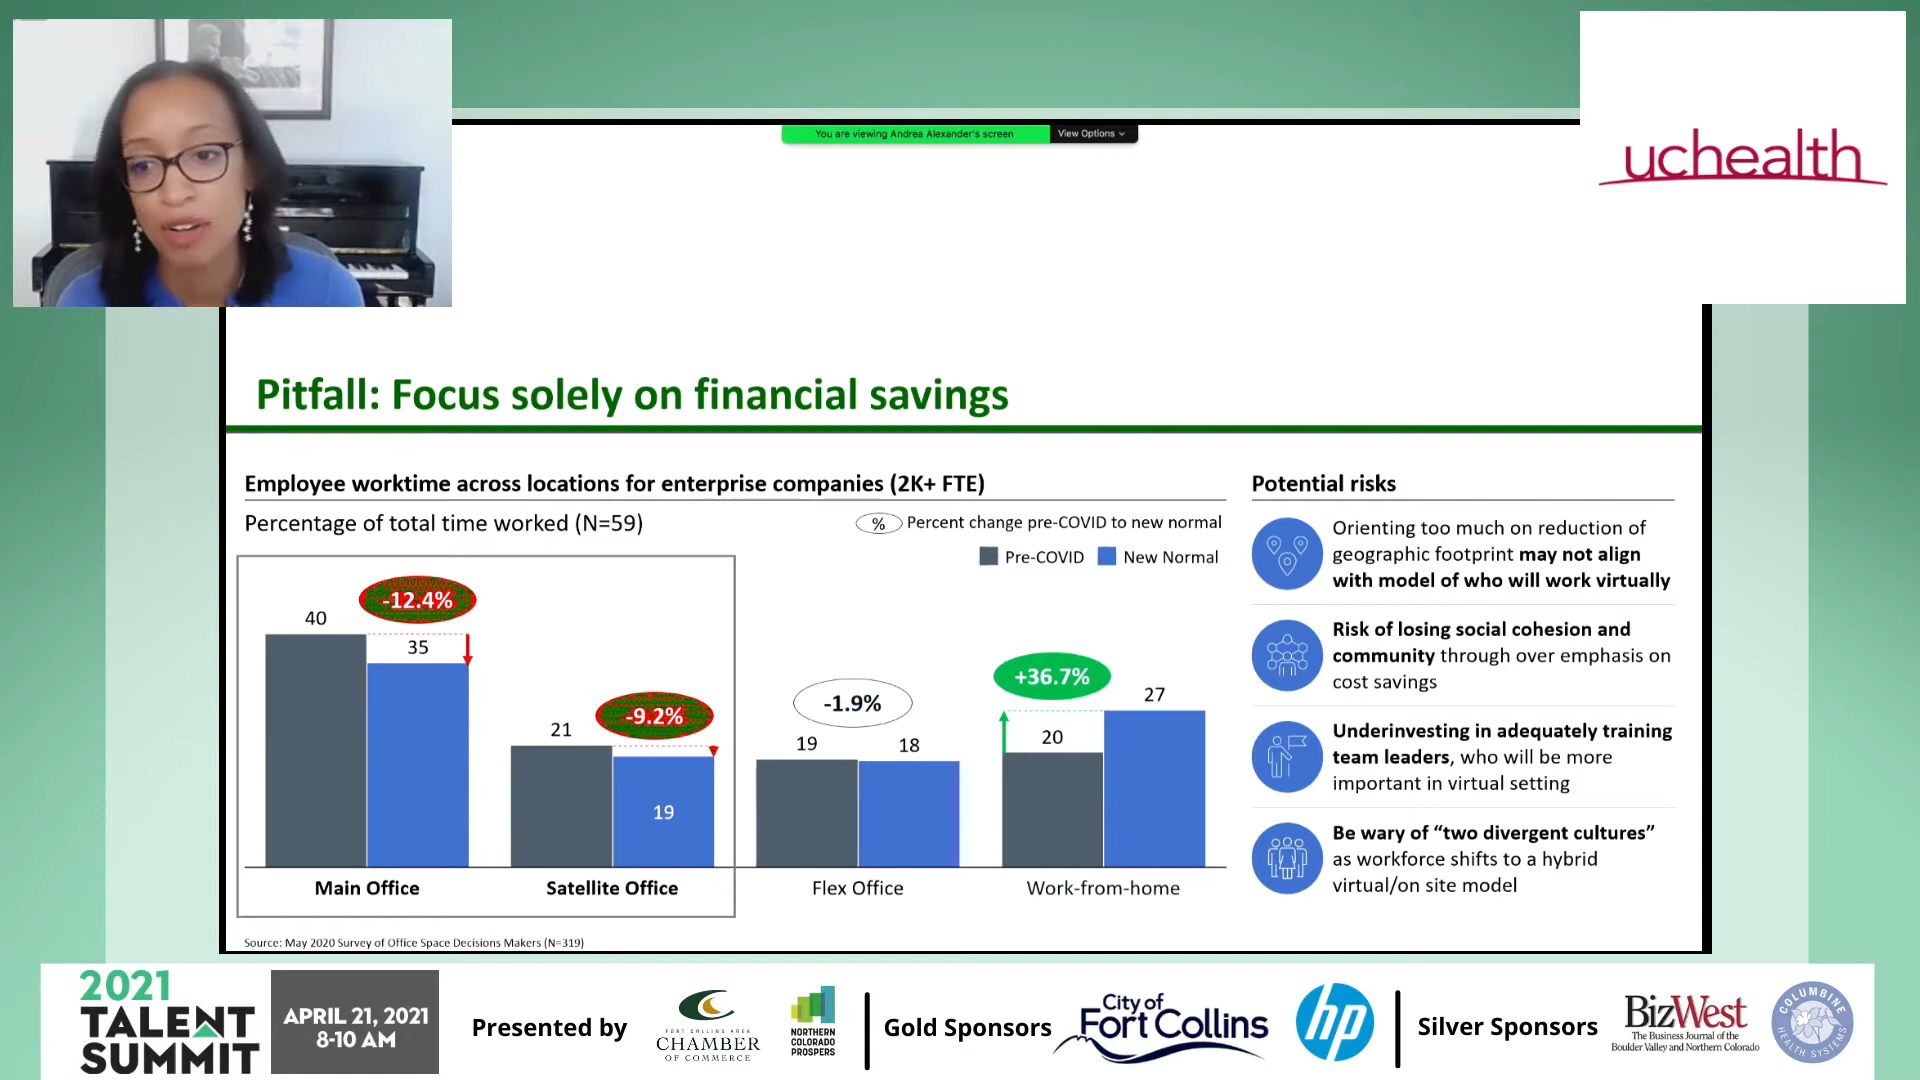 You are viewing Andrea Alexander's screen
View Options
uchealth
Pitfall: Focus solely on financial savings
Employee worktime across locations for enterprise companies (2K+ FTE)
Percentage of total time worked (N=59)
% Percent change pre-COVID to new normal
Pre-COVID New Normal
40
-12.4%
35
21
-9.2%
19
19
-1.9%
18
20
+36.7%
27
Main Office
Satellite Office
Flex Office
Work-from-home
Source: May 2020 Survey of Office Space Decisions Makers (N=319)
Potential risks
Orienting too much on reduction of
geographic footprint may not align
with model of who will work virtually
Risk of losing social cohesion and
community through over emphasis on
cost savings
Underinvesting in adequately training
team leaders, who will be more
important in virtual setting
Be wary of “two divergent cultures”
as workforce shifts to a hybrid
virtual/on site model
2021
TALENT
SUMMIT
APRIL 21, 2021
8-10 AM
Presented by
FORT COLLINS AREA
CHAMBER
OF COMMERCE
NORTHERN
COLORADO
PROSPERS
Gold Sponsors
City of
Fort Collins
hp
Silver Sponsors
BizWest
The Business Journal of the
Boulder Valley and Northern Colorado
COLUMBINE
HEALTH SYSTEMS